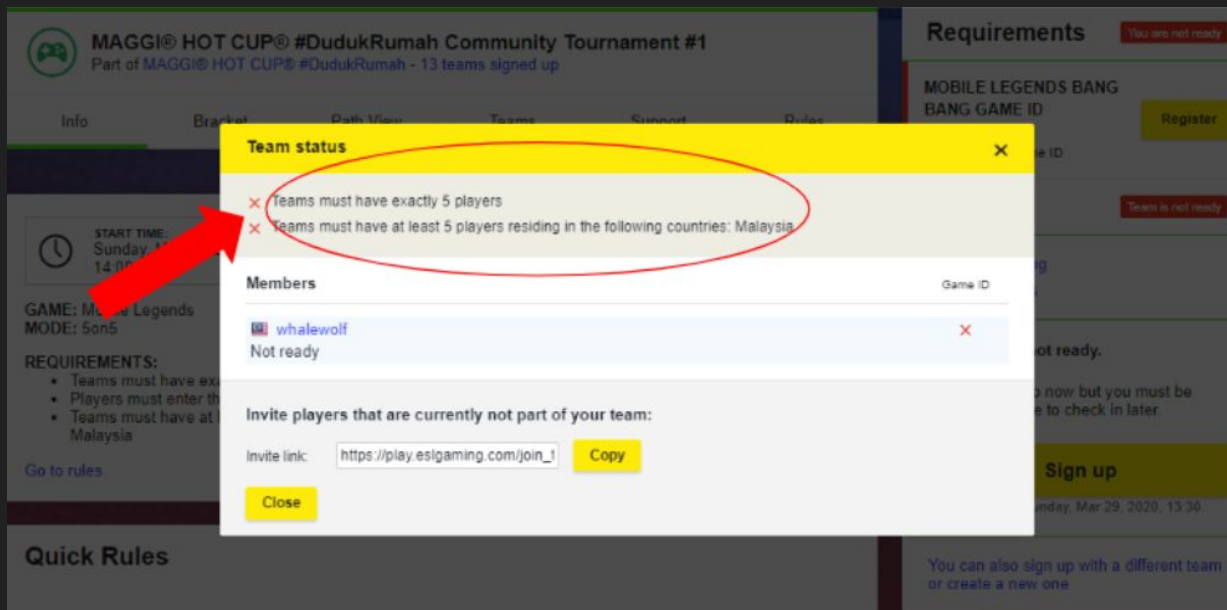 MAGGI® HOT CUP® #DudukRumah Community Tournament #1
Part of MAGGI® HOT CUP® #DudukRumah - 13 teams signed up
Info Bracket Path View Teams Support Rules
START TIME:
Sunday,
14:00
GAME: Legends
MODE: 5on5
REQUIREMENTS:
Teams must have
Players must enter
Teams must have at
Malaysia
Go to rules
Quick Rules
Team status
Teams must have exactly 5 players
Teams must have at least 5 players residing in the following countries: Malaysia
Members Game ID
whalewolf
Not ready
Invite players that are currently not part of your team:
Invite link: https://play.eslgaming.com/join_ Copy
Close
Requirements You are not ready
MOBILE LEGENDS BANG
BANG GAME ID
Register
ID
Team is not ready
not ready.
now but you must be
to check in later.
Sign up
Mar 29, 2020, 13:30
You can also sign up with a different team
or create a new one